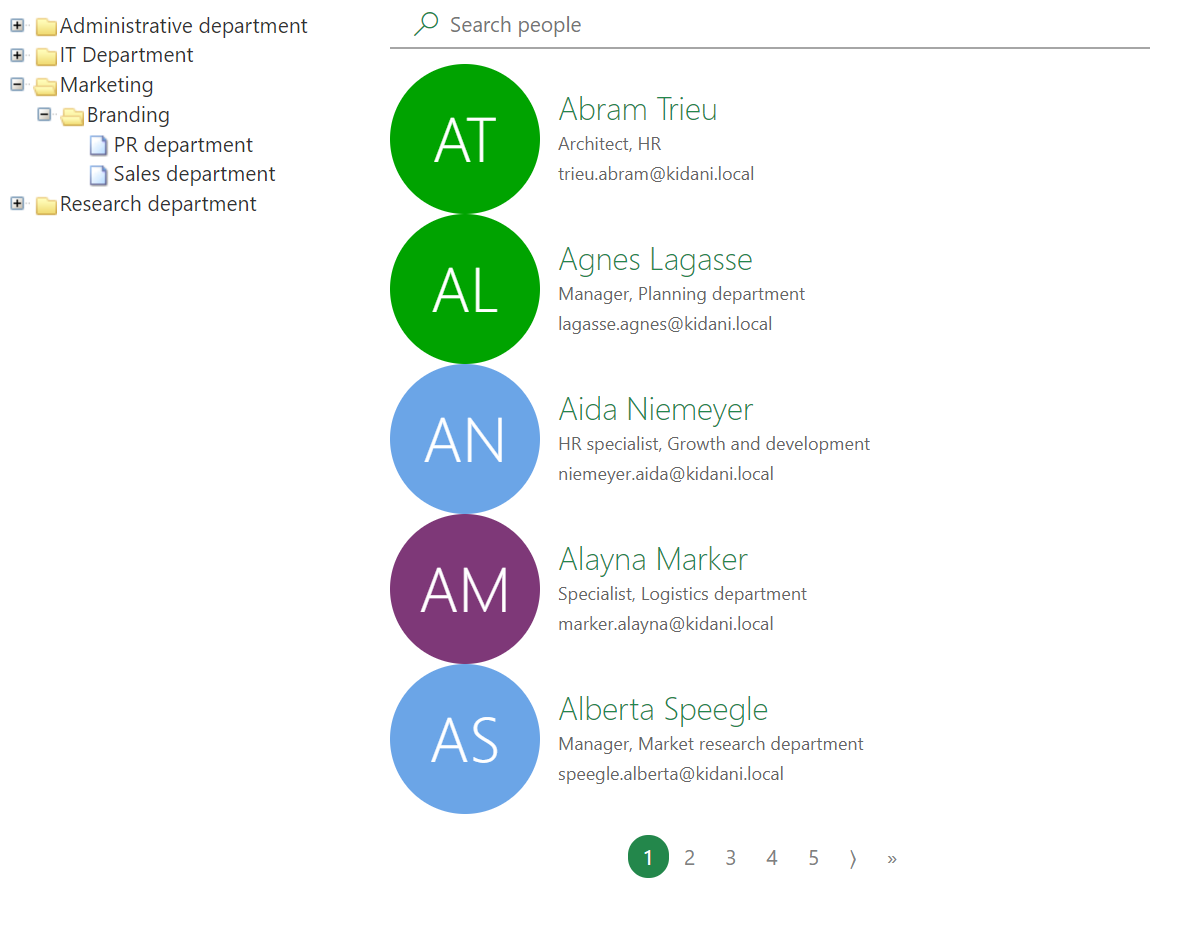 Administrative department
IT Department
Marketing
Branding
PR department
Sales department
Research department
Search people
AT
Abram Trieu
Architect, HR
trieu.abram@kidani.local
AL
Agnes Lagasse
Manager, Planning department
lagasse.agnes@kidani.local
AN
Aida Niemeyer
HR specialist, Growth and development
niemeyer.aida@kidani.local
AM
Alayna Marker
Specialist, Logistics department
marker.alayna@kidani.local
AS
Alberta Speegle
Manager, Market research department
speegle.alberta@kidani.local
1 2 3 4 5 ⟩ »